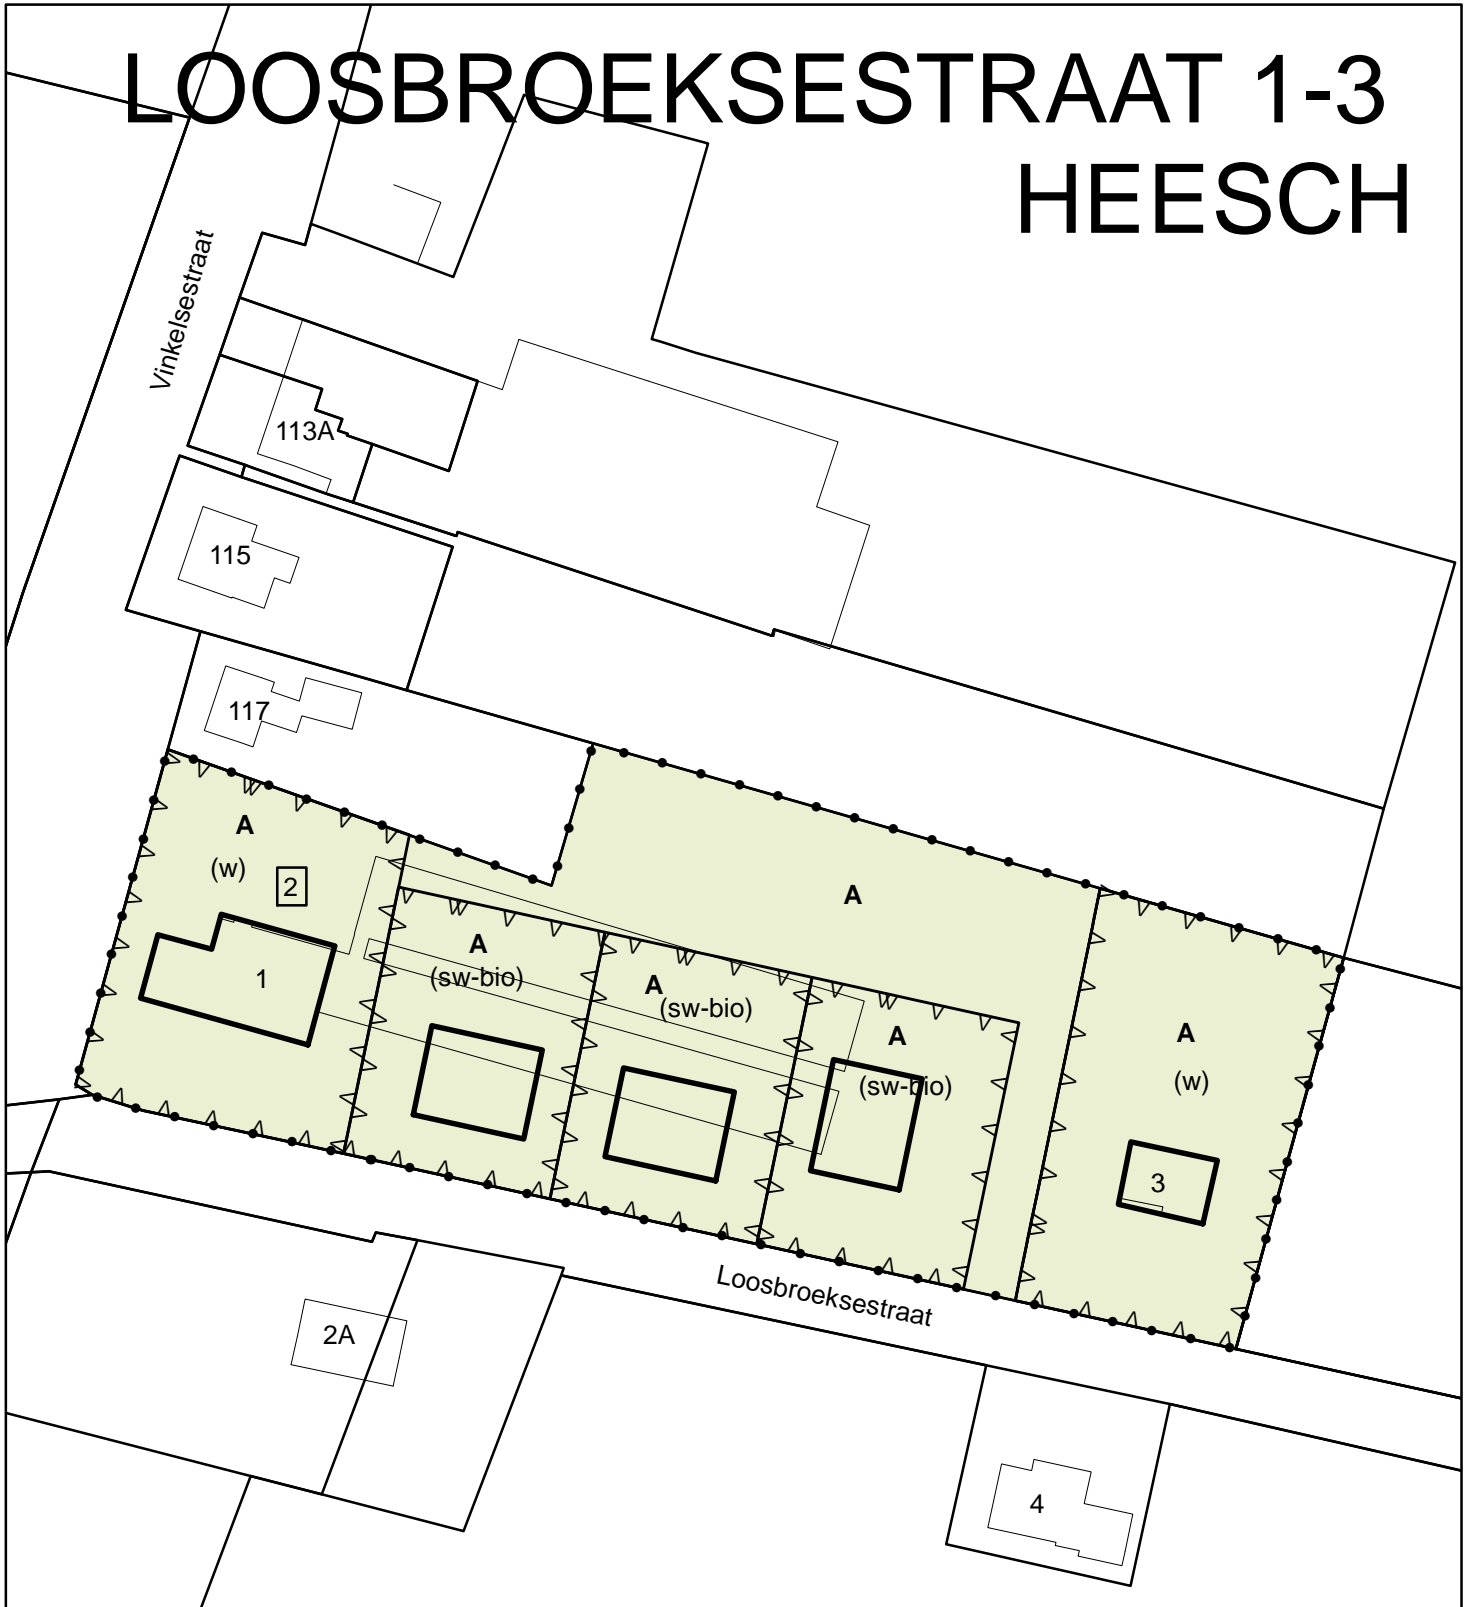 LOOSBROEKSESTRAAT 1-3
HEESCH
Vinkelsestraat
113A
115
117
A
(w)
2
1
A
A
(sw-bio)
A
(sw-bio)
A
(sw-bio)
A
(w)
3
Loosbroeksestraat
2A
4